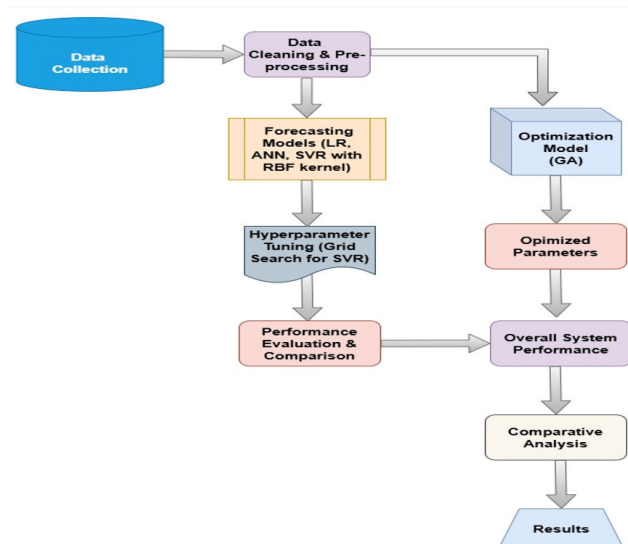 Data
Collection
Data
Cleaning & Pre-
processing
Forecasting
Models (LR,
ANN, SVR with
RBF kernel)
Optimization
Model
(GA)
Hyperparameter
Tuning (Grid
Search for SVR)
Opimized
Parameters
Performance
Evaluation &
Comparison
Overall System
Performance
Comparative
Analysis
Results